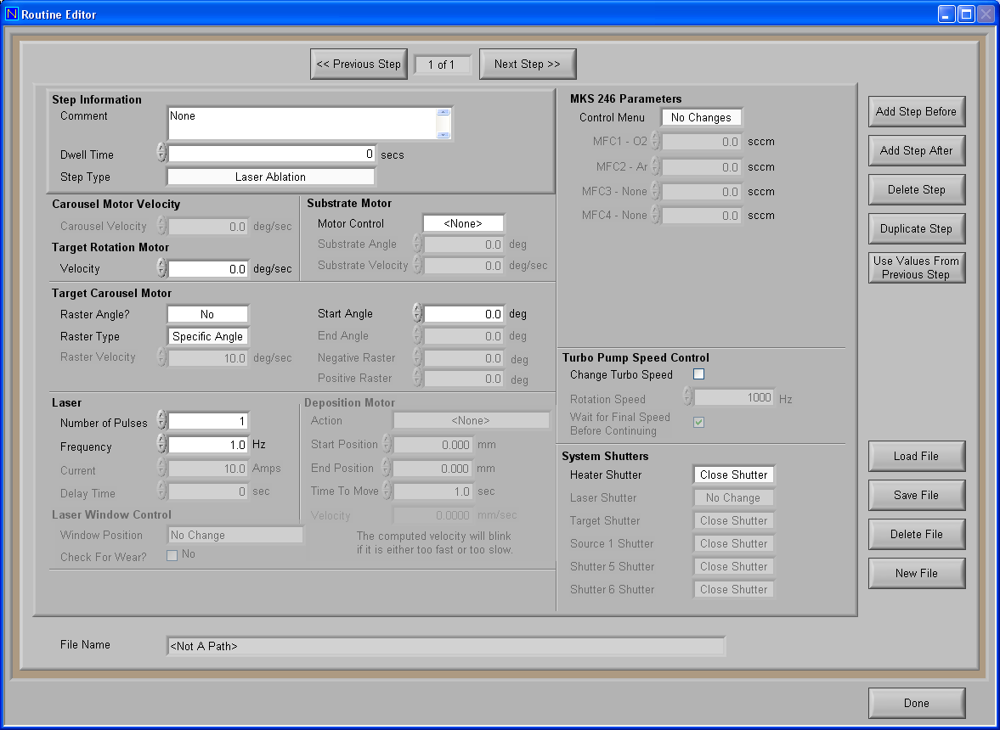 Routine Editor
<< Previous Step
1 of 1
Next Step >>
Step Information
Comment
None
Dwell Time
0 secs
Step Type
Laser Ablation
Carousel Motor Velocity
Carousel Velocity
0.0 deg/sec
Target Rotation Motor
Velocity
0.0 deg/sec
Substrate Motor
Motor Control
<None>
Substrate Angle
0.0 deg
Substrate Velocity
0.0 deg/sec
Target Carousel Motor
Raster Angle?
No
Raster Type
Specific Angle
Raster Velocity
10.0 deg/sec
Start Angle
0.0 deg
End Angle
0.0 deg
Negative Raster
0.0 deg
Positive Raster
0.0 deg
Laser
Number of Pulses
1
Frequency
1.0 Hz
Current
10.0 Amps
Delay Time
0 sec
Laser Window Control
Window Position
No Change
Check For Wear?
No
Deposition Motor
Action
<None>
Start Position
0.000 mm
End Position
0.000 mm
Time To Move
1.0 sec
Velocity
0.0000 mm/sec
The computed velocity will blink
if it is either too fast or too slow.
MKS 246 Parameters
Control Menu
No Changes
MFC1 - O2
0.0 sccm
MFC2 - Ar
0.0 sccm
MFC3 - None
0.0 sccm
MFC4 - None
0.0 sccm
Turbo Pump Speed Control
Change Turbo Speed
Rotation Speed
1000 Hz
Wait for Final Speed
Before Continuing
System Shutters
Heater Shutter
Close Shutter
Laser Shutter
No Change
Target Shutter
Close Shutter
Source 1 Shutter
Close Shutter
Shutter 5 Shutter
Close Shutter
Shutter 6 Shutter
Close Shutter
Add Step Before
Add Step After
Delete Step
Duplicate Step
Use Values From
Previous Step
Load File
Save File
Delete File
New File
File Name
<Not A Path>
Done